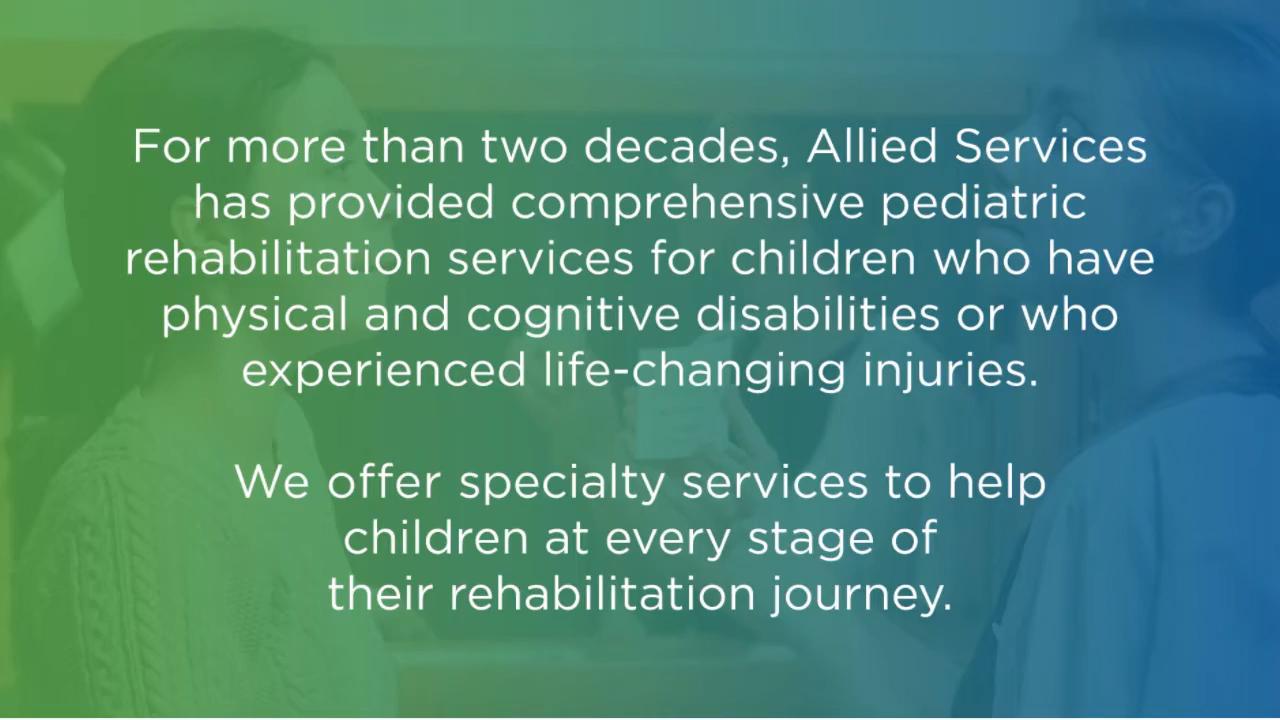 For more than two decades, Allied Services
has provided comprehensive pediatric
rehabilitation services for children who have
physical and cognitive disabilities or who
experienced life-changing injuries.
We offer specialty services to help
children at every stage of
their rehabilitation journey.